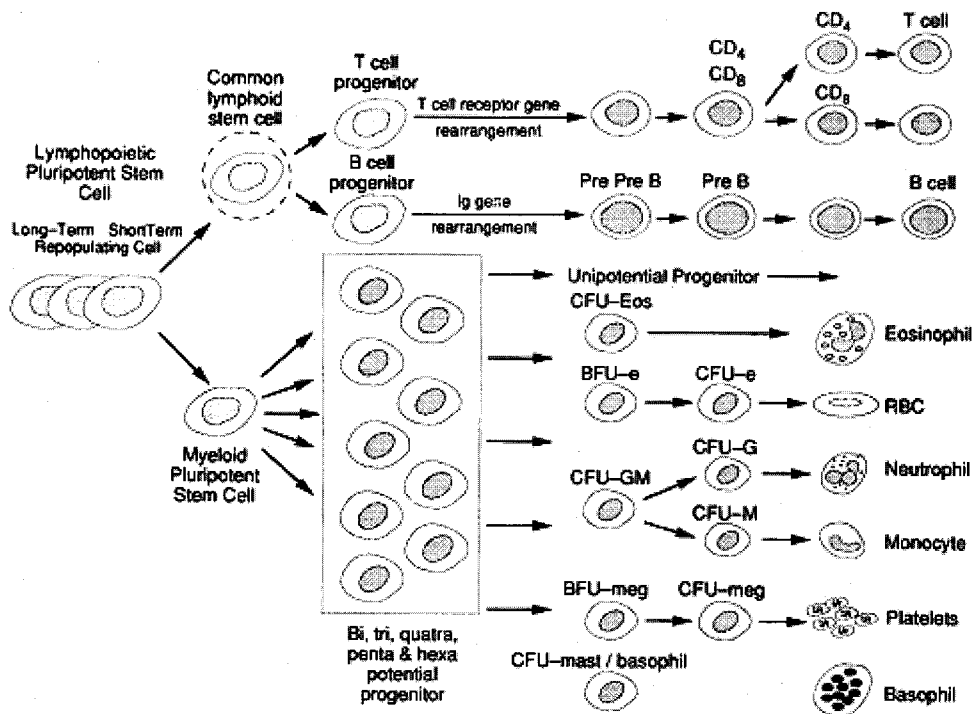 CD4
T cell
CD4
CD8
CD8
T cell
progenitor
Common
lymphoid
stem cell
T cell receptor gene
rearrangement
Lymphopoietic
Pluripotent Stem
Cell
B cell
progenitor
Pre Pre B
Pre B
B cell
Ig gene
rearrangement
Long-Term ShortTerm
Repopulating Cell
Unipotential Progenitor
CFU-Eos
Eosinophil
BFU-e
CFU-e
RBC
Myeloid
Pluripotent
Stem Cell
CFU-GM
CFU-G
Neutrophil
CFU-M
Monocyte
BFU-meg
CFU-meg
Platelets
Bi, tri, quatra,
penta & hexa
potential
progenitor
CFU-mast / basophil
Basophil